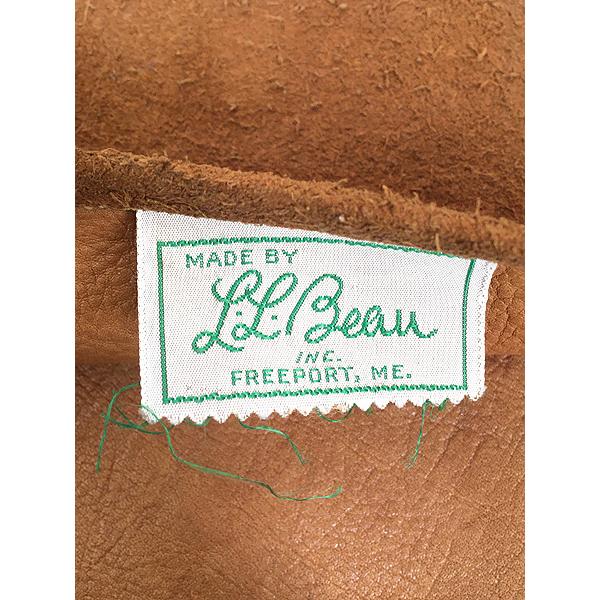 MADE BY
L.L. Bean
INC.
FREEPORT, ME.